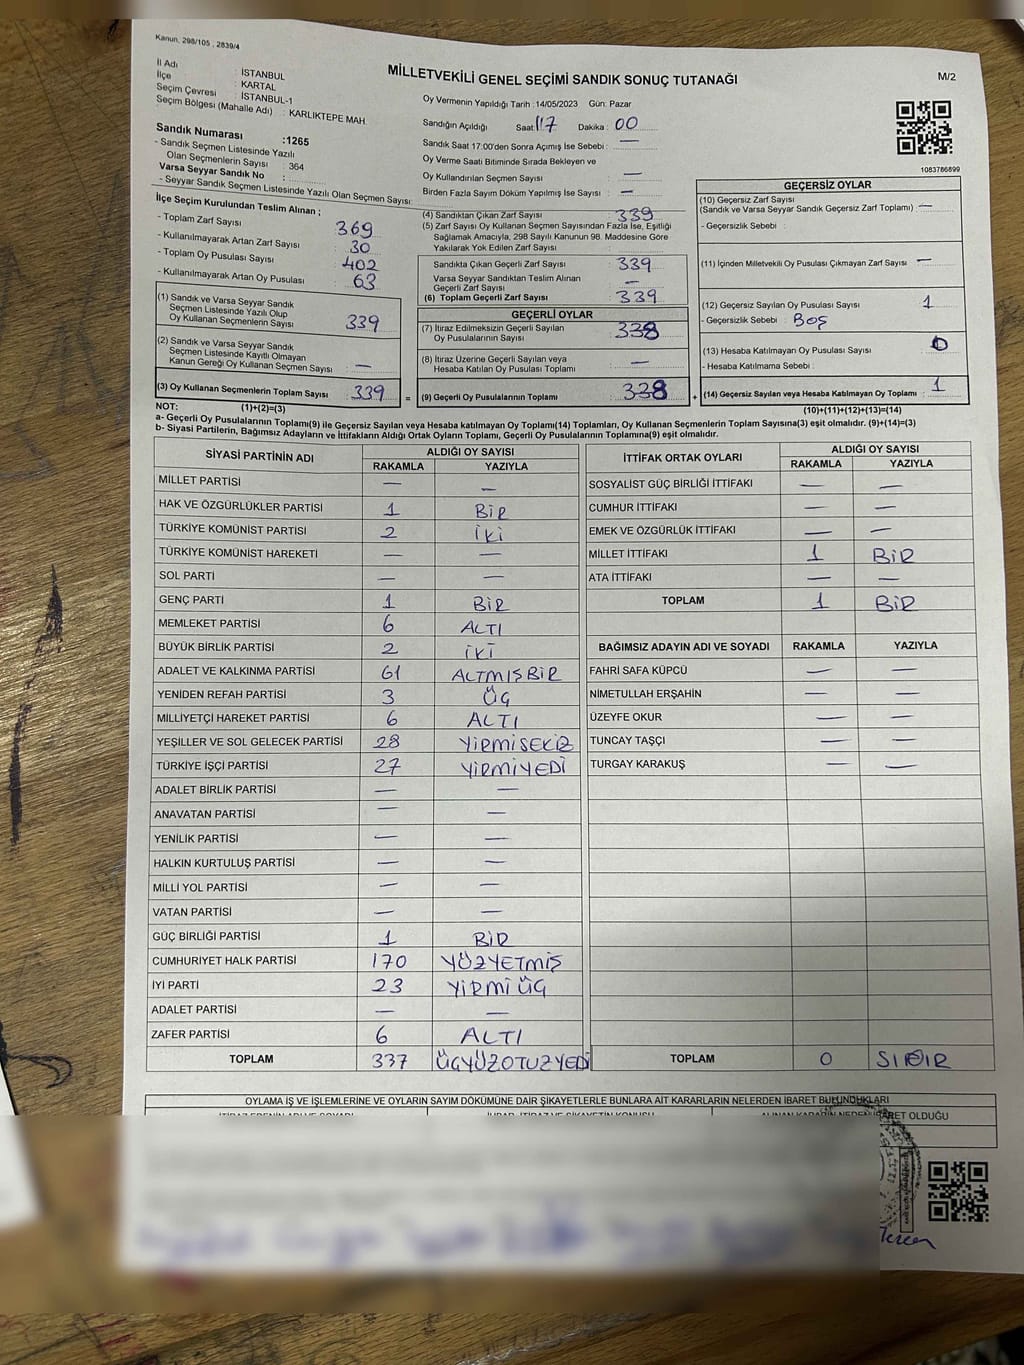 Kanun, 298/105 , 2839/4
MİLLETVEKİLİ GENEL SEÇİMİ SANDIK SONUÇ TUTANAĞI
M/2
İl Adı : İSTANBUL
İlçe : KARTAL
Seçim Çevresi : İSTANBUL-1
Seçim Bölgesi (Mahalle Adı) : KARLIKTEPE MAH.
Sandık Numarası :1265
- Sandık Seçmen Listesinde Yazılı
Olan Seçmenlerin Sayısı : 364
Varsa Seyyar Sandık No :
- Seyyar Sandık Seçmen Listesinde Yazılı Olan Seçmen Sayısı:
Oy Vermenin Yapıldığı Tarih :14/05/2023 Gün: Pazar
Sandığın Açıldığı Saat: 17 Dakika : 00
Sandık Saat 17:00'den Sonra Açımış İse Sebebi : —
Oy Verme Saati Bitiminde Sırada Bekleyen ve
Oy Kullandırılan Seçmen Sayısı : —
Birden Fazla Sayım Döküm Yapılmış İse Sayısı : —
1083786899
İlçe Seçim Kurulundan Teslim Alınan ;
- Toplam Zarf Sayısı 369
- Kullanılmayarak Artan Zarf Sayısı 30
- Toplam Oy Pusulası Sayısı 402
- Kullanılmayarak Artan Oy Pusulası 63
(1) Sandık ve Varsa Seyyar Sandık
Seçmen Listesinde Yazılı Olup
Oy Kullanan Seçmenlerin Sayısı 339
(2) Sandık ve Varsa Seyyar Sandık
Seçmen Listesinde Kayıtlı Olmayan
Kanun Gereği Oy Kullanan Seçmen Sayısı —
(3) Oy Kullanan Seçmenlerin Toplam Sayısı : 339 =
(4) Sandıktan Çıkan Zarf Sayısı 339
(5) Zarf Sayısı Oy Kullanan Seçmen Sayısından Fazla İse, Eşitliği
Sağlamak Amacıyla, 298 Sayılı Kanunun 98. Maddesine Göre
Yakılarak Yok Edilen Zarf Sayısı
Sandıkta Çıkan Geçerli Zarf Sayısı 339
Varsa Seyyar Sandıktan Teslim Alınan
Geçerli Zarf Sayısı —
(6) Toplam Geçerli Zarf Sayısı 339
GEÇERLİ OYLAR
(7) İtiraz Edilmeksizin Geçerli Sayılan
Oy Pusulalarının Sayısı 338
(8) İtiraz Üzerine Geçerli Sayılan veya
Hesaba Katılan Oy Pusulası Toplamı —
(9) Geçerli Oy Pusulalarının Toplamı 338 +
GEÇERSİZ OYLAR
(10) Geçersiz Zarf Sayısı
(Sandık ve Varsa Seyyar Sandık Geçersiz Zarf Toplamı) : —
- Geçersizlik Sebebi :
(11) İçinden Milletvekili Oy Pusulası Çıkmayan Zarf Sayısı —
(12) Geçersiz Sayılan Oy Pusulası Sayısı 1
- Geçersizlik Sebebi : BOŞ
(13) Hesaba Katılmayan Oy Pusulası Sayısı 0
- Hesaba Katılmama Sebebi :
(14) Geçersiz Sayılan veya Hesaba Katılmayan Oy Toplamı 1
NOT: (1)+(2)=(3) (10)+(11)+(12)+(13)=(14)
a- Geçerli Oy Pusulalarının Toplamı(9) ile Geçersiz Sayılan veya Hesaba katılmayan Oy Toplamı(14) Toplamları, Oy Kullanan Seçmenlerin Toplam Sayısına(3) eşit olmalıdır. (9)+(14)=(3)
b- Siyasi Partilerin, Bağımsız Adayların ve İttifakların Aldığı Ortak Oyların Toplamı, Geçerli Oy Pusulalarının Toplamına(9) eşit olmalıdır.
SİYASİ PARTİNİN ADI ALDIĞI OY SAYISI
RAKAMLA YAZIYLA
MİLLET PARTİSİ — —
HAK VE ÖZGÜRLÜKLER PARTİSİ 1 BİR
TÜRKİYE KOMÜNİST PARTİSİ 2 İKİ
TÜRKİYE KOMÜNİST HAREKETİ — —
SOL PARTİ — —
GENÇ PARTİ 1 BİR
MEMLEKET PARTİSİ 6 ALTI
BÜYÜK BİRLİK PARTİSİ 2 İKİ
ADALET VE KALKINMA PARTİSİ 61 ALTMIŞBİR
YENİDEN REFAH PARTİSİ 3 ÜÇ
MİLLİYETÇİ HAREKET PARTİSİ 6 ALTI
YEŞİLLER VE SOL GELECEK PARTİSİ 28 YİRMİSEKİZ
TÜRKİYE İŞÇİ PARTİSİ 27 YİRMİYEDİ
ADALET BİRLİK PARTİSİ — —
ANAVATAN PARTİSİ — —
YENİLİK PARTİSİ — —
HALKIN KURTULUŞ PARTİSİ — —
MİLLİ YOL PARTİSİ — —
VATAN PARTİSİ — —
GÜÇ BİRLİĞİ PARTİSİ 1 BİR
CUMHURİYET HALK PARTİSİ 170 YÜZYETMİŞ
İYİ PARTİ 23 YİRMİ ÜÇ
ADALET PARTİSİ — —
ZAFER PARTİSİ 6 ALTI
TOPLAM 337 ÜÇYÜZOTUZYEDİ
İTTİFAK ORTAK OYLARI ALDIĞI OY SAYISI
RAKAMLA YAZIYLA
SOSYALİST GÜÇ BİRLİĞİ İTTİFAKI — —
CUMHUR İTTİFAKI — —
EMEK VE ÖZGÜRLÜK İTTİFAKI — —
MİLLET İTTİFAKI 1 BİR
ATA İTTİFAKI — —
TOPLAM 1 BİR
BAĞIMSIZ ADAYIN ADI VE SOYADI RAKAMLA YAZIYLA
FAHRİ SAFA KÜPCÜ — —
NİMETULLAH ERŞAHİN — —
ÜZEYFE OKUR — —
TUNCAY TAŞÇI — —
TURGAY KARAKUŞ — —
TOPLAM 0 SIFIR
OYLAMA İŞ VE İŞLEMLERİNE VE OYLARIN SAYIM DÖKÜMÜNE DAİR ŞİKAYETLERLE BUNLARA AİT KARARLARIN NELERDEN İBARET BULUNDUKLARI
İTİRAZ EDENİN ADI VE SOYADI İHBAR, İTİRAZ VE ŞİKAYETİN KONUSU ALINAN KARARIN NEDEN İBARET OLDUĞU